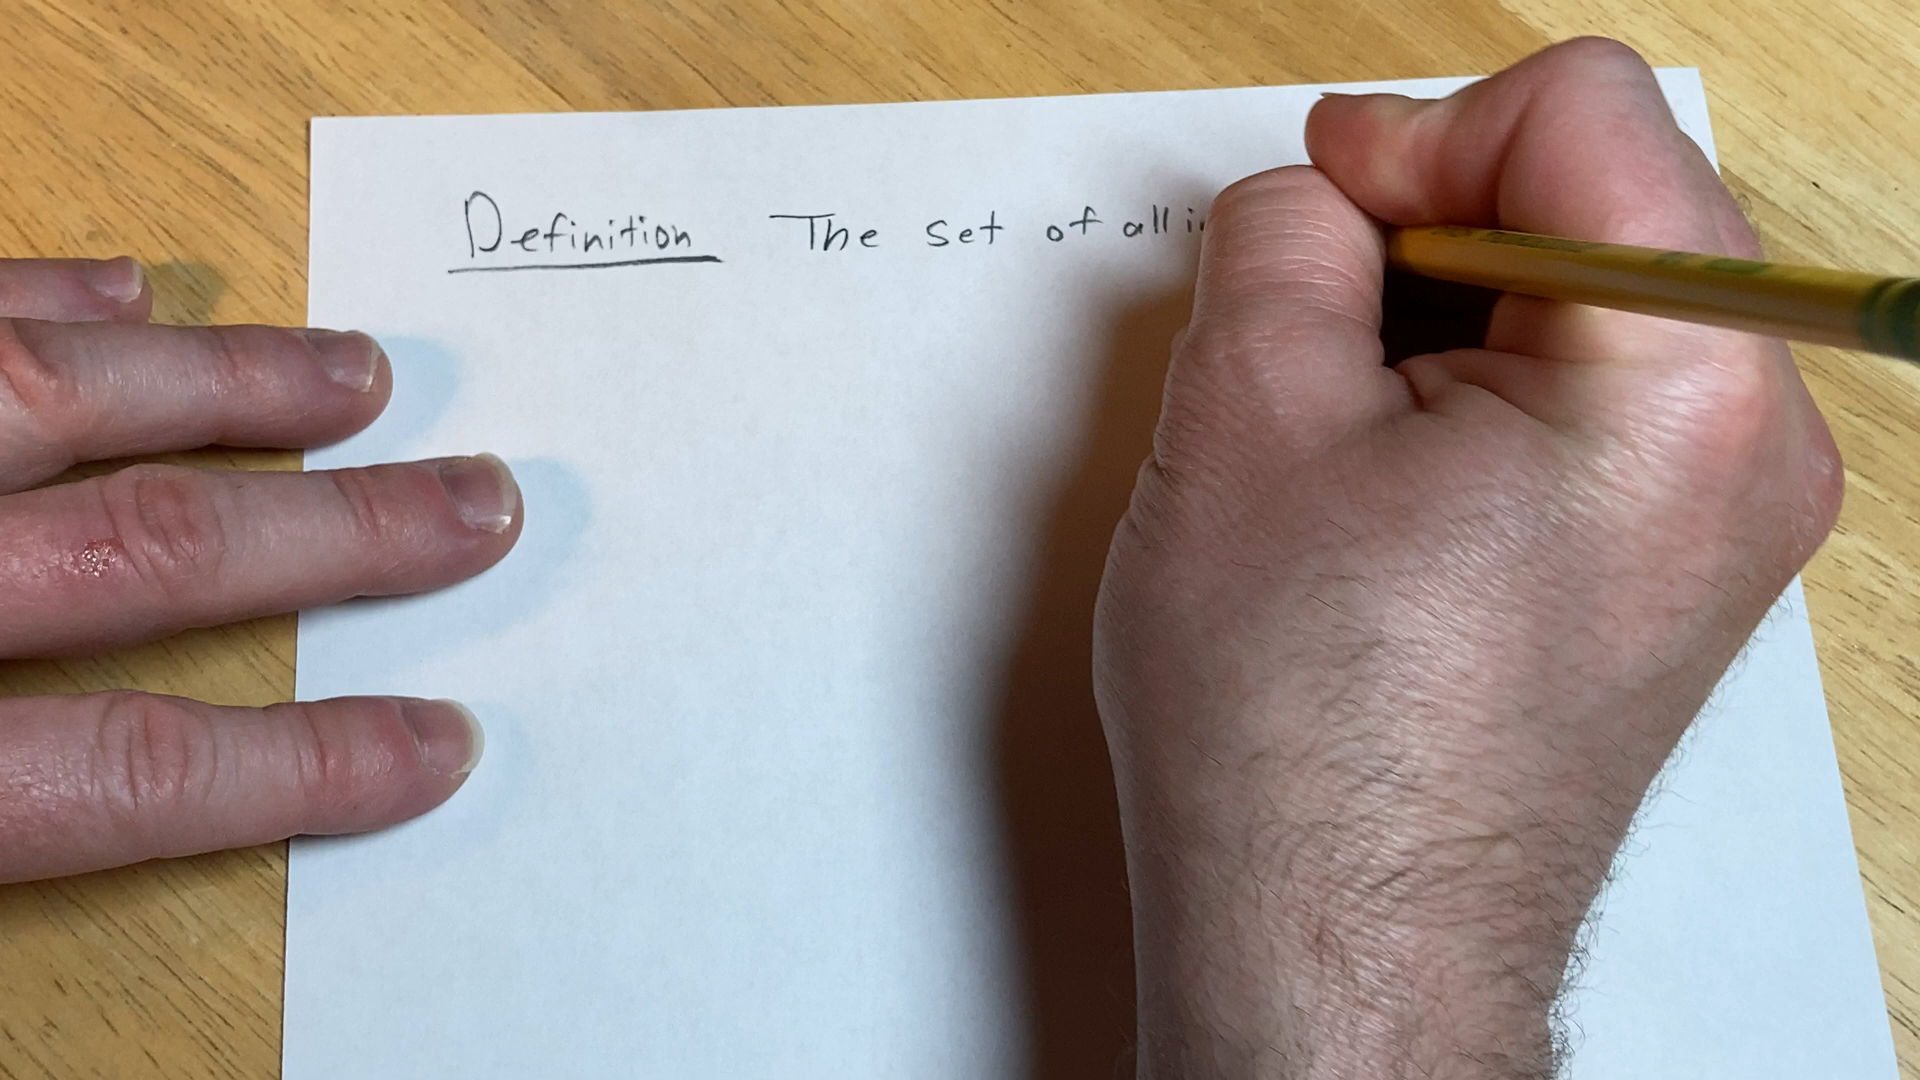 Definition The set of all